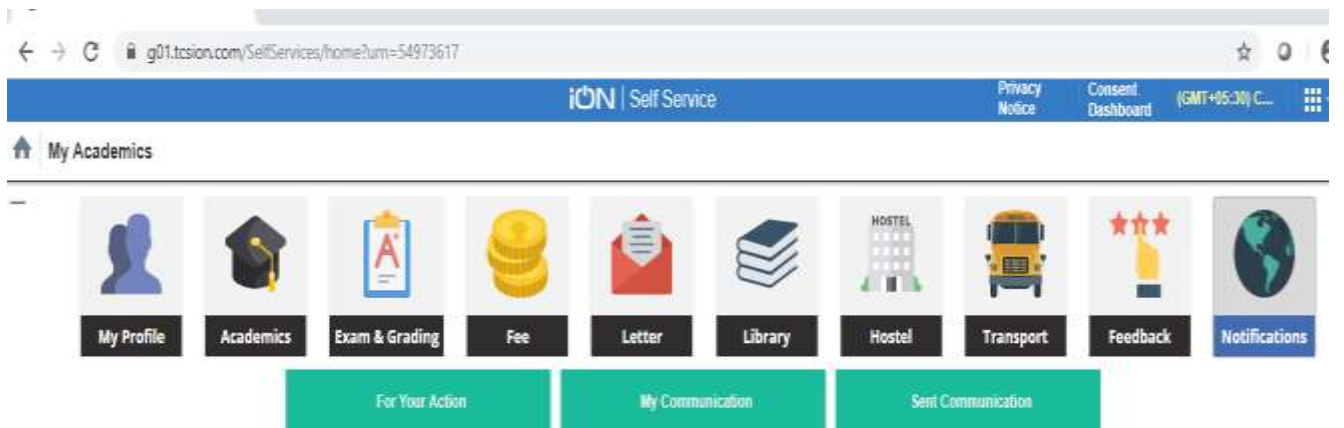 g01.tcsion.com/SelfServices/home?urn=54973617
iON | Self Service
Privacy Notice
Consent Dashboard
(GMT+05:30) C...
My Academics
HOSTEL
A+
My Profile
Academics
Exam & Grading
Fee
Letter
Library
Hostel
Transport
Feedback
Notifications
For Your Action
My Communication
Sent Communication